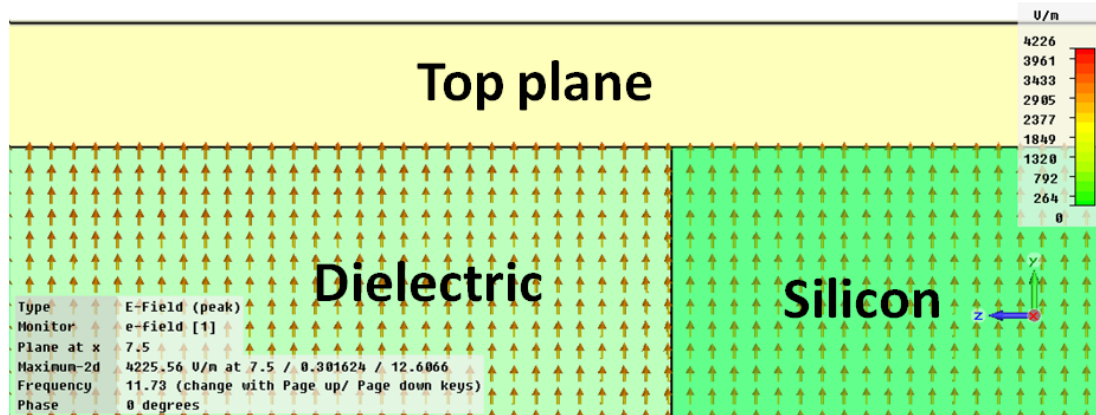 V/m
4226
3961
3433
2905
2377
1849
1320
792
264
0
Top plane
Dielectric
Silicon
y
z
Type E-Field (peak)
Monitor e-field [1]
Plane at x 7.5
Maximum-2d 4225.56 V/m at 7.5 / 0.301624 / 12.6066
Frequency 11.73 (change with Page up/ Page down keys)
Phase 0 degrees